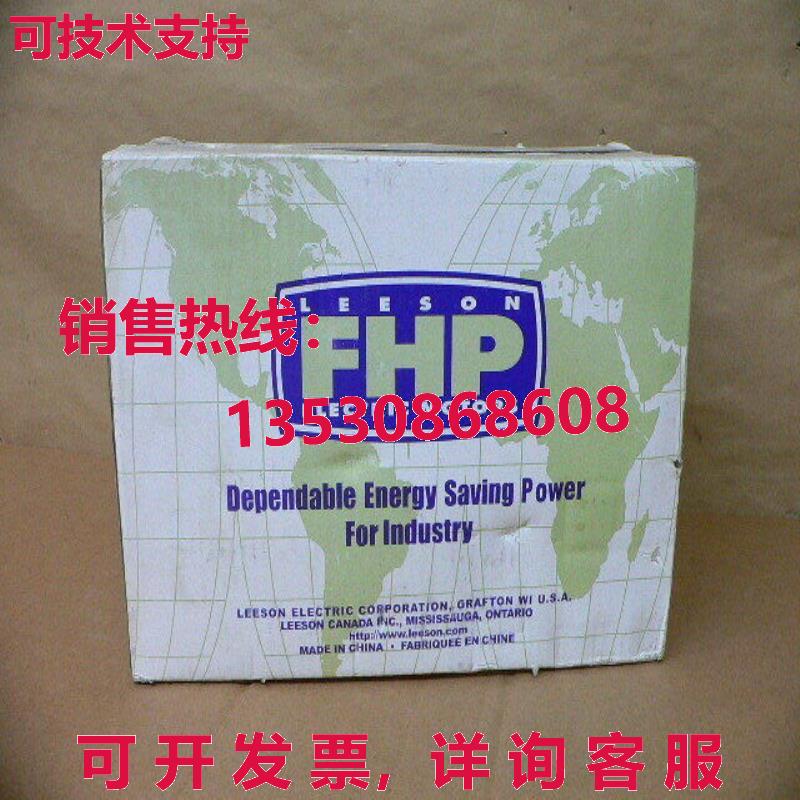 可技术支持
LEESON
销售热线:
FHP
13530868608
Dependable Energy Saving Power
For Industry
LEESON ELECTRIC CORPORATION, GRAFTON WI U.S.A.
LEESON CANADA INC., MISSISSAUGA, ONTARIO
http://www.leeson.com
MADE IN CHINA • FABRIQUEE EN CHINE
可开发票, 详询客服